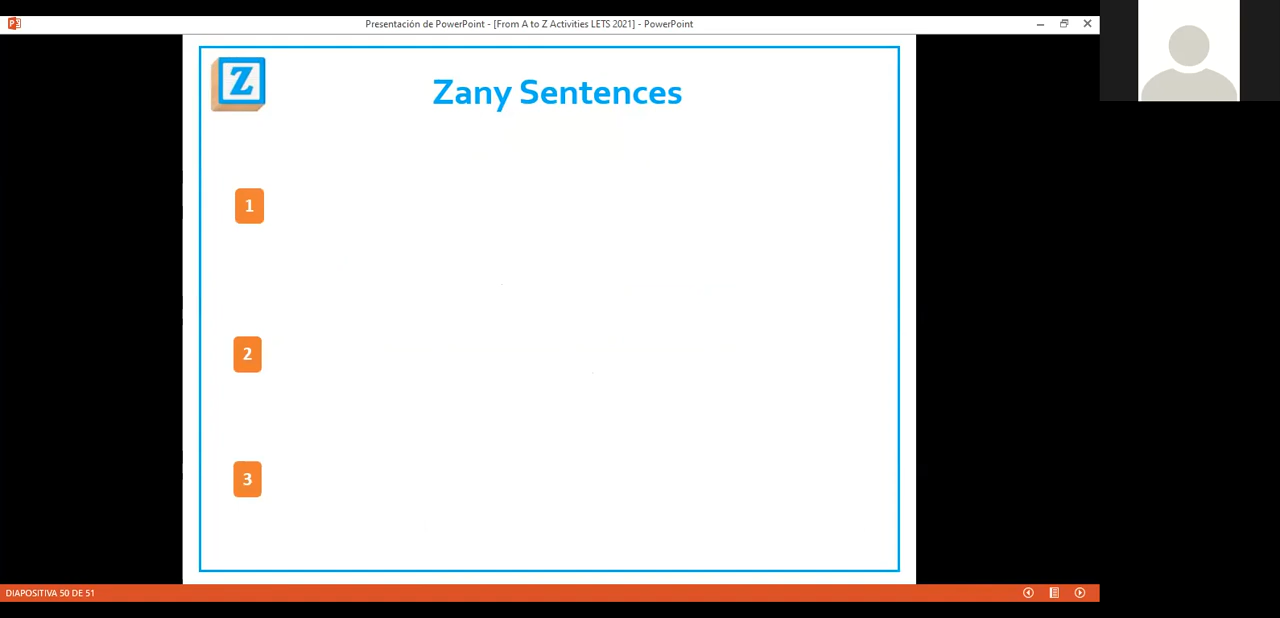 Presentación de PowerPoint - [From A to Z Activities LETS 2021] - PowerPoint
Z
Zany Sentences
1
2
3
DIAPOSITIVA 50 DE 51